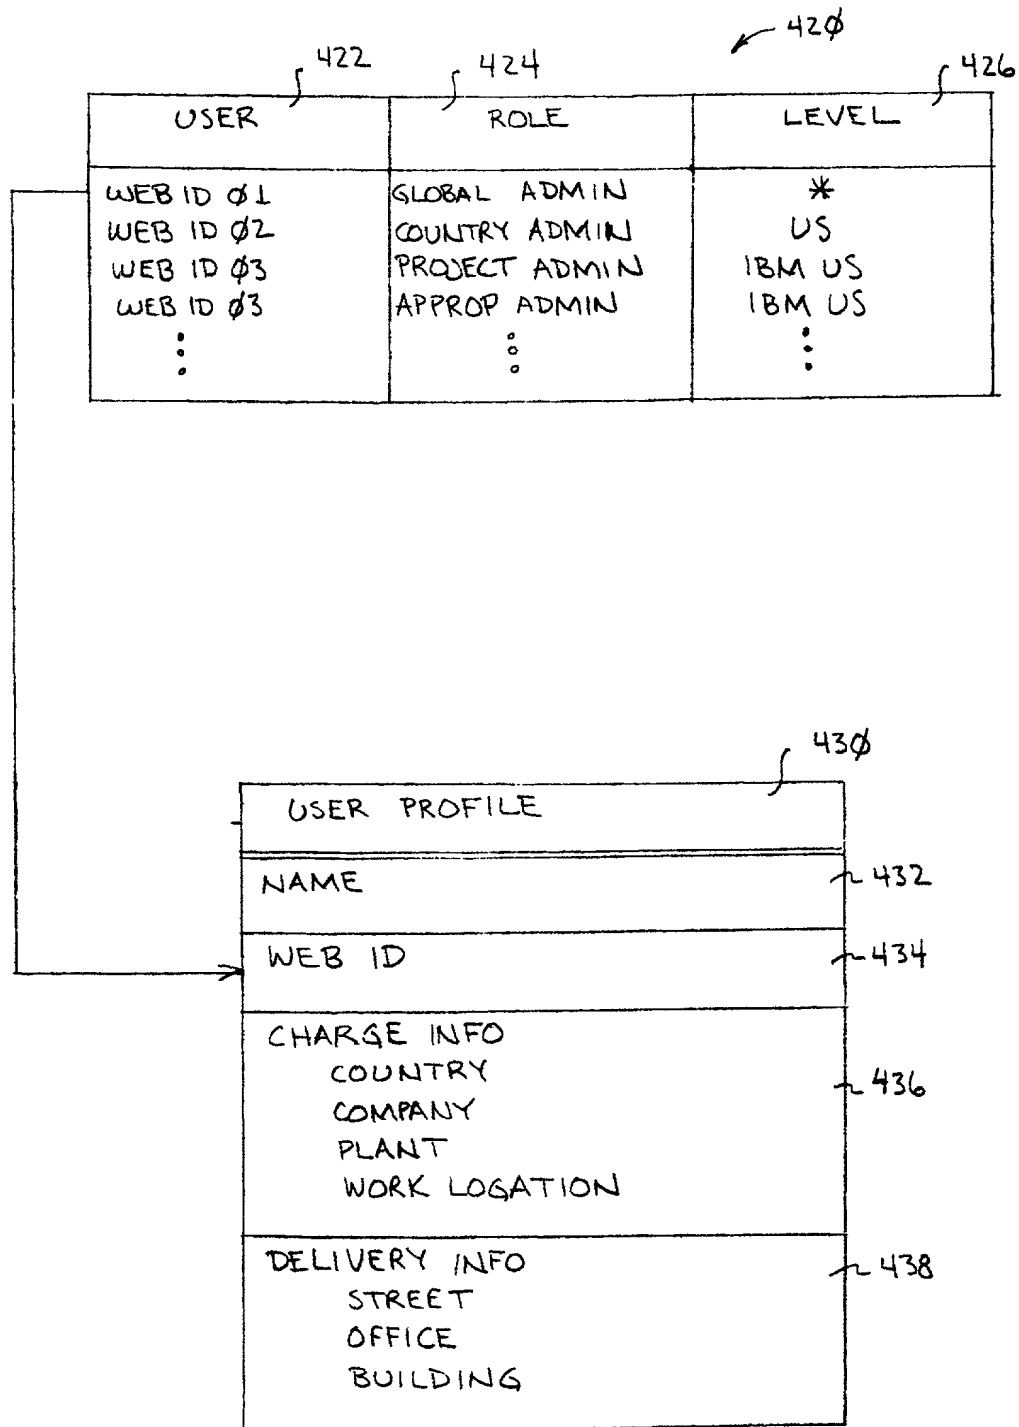 42Ø
422 424 426
USER ROLE LEVEL
WEB ID Ø1 GLOBAL ADMIN *
WEB ID Ø2 COUNTRY ADMIN US
WEB ID Ø3 PROJECT ADMIN IBM US
WEB ID Ø3 APPROP ADMIN IBM US
43Ø
USER PROFILE
NAME 432
WEB ID 434
CHARGE INFO
COUNTRY 436
COMPANY
PLANT
WORK LOGATION
DELIVERY INFO 438
STREET
OFFICE
BUILDING